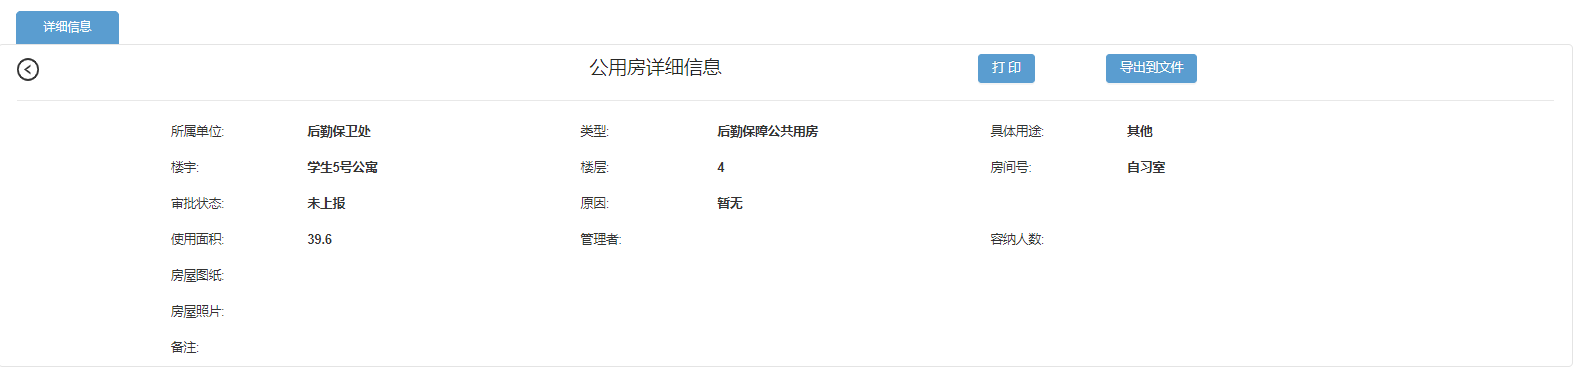 详细信息
公用房详细信息 打 印 导出到文件
所属单位: 后勤保卫处 类型: 后勤保障公共用房 具体用途: 其他
楼宇: 学生5号公寓 楼层: 4 房间号: 自习室
审批状态: 未上报 原因: 暂无
使用面积: 39.6 管理者: 容纳人数:
房屋图纸:
房屋照片:
备注: